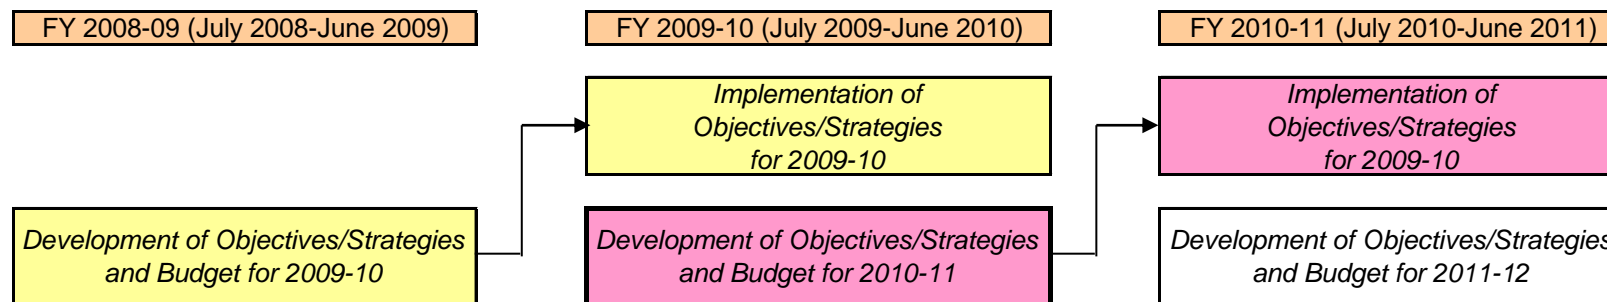 FY 2008-09 (July 2008-June 2009)
FY 2009-10 (July 2009-June 2010)
FY 2010-11 (July 2010-June 2011)
Implementation of
Objectives/Strategies
for 2009-10
Implementation of
Objectives/Strategies
for 2009-10
Development of Objectives/Strategies
and Budget for 2009-10
Development of Objectives/Strategies
and Budget for 2010-11
Development of Objectives/Strategies
and Budget for 2011-12